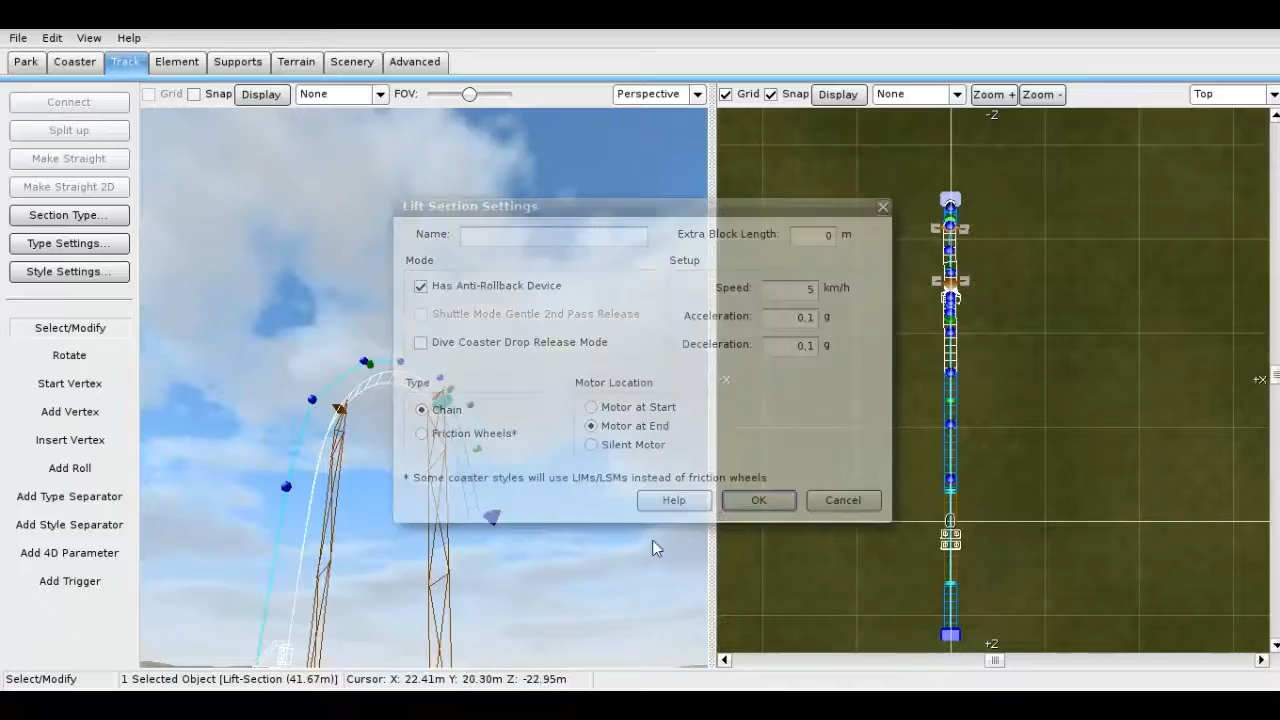 File Edit View Help
Park Coaster Track Element Supports Terrain Scenery Advanced
Connect
Split up
Make Straight
Make Straight 2D
Section Type...
Type Settings...
Style Settings...
Select/Modify
Rotate
Start Vertex
Add Vertex
Insert Vertex
Add Roll
Add Type Separator
Add Style Separator
Add 4D Parameter
Add Trigger
Grid Snap Display None FOV: Perspective
Grid Snap Display None Zoom + Zoom - Top
-Z
-X
+X
+Z
Lift Section Settings
Name: Extra Block Length: 0 m
Mode
Has Anti-Rollback Device
Shuttle Mode Gentle 2nd Pass Release
Dive Coaster Drop Release Mode
Setup
Speed: 5 km/h
Acceleration: 0,1 g
Deceleration: 0,1 g
Type
Chain
Friction Wheels*
Motor Location
Motor at Start
Motor at End
Silent Motor
* Some coaster styles will use LIMs/LSMs instead of friction wheels
Help OK Cancel
Select/Modify 1 Selected Object [Lift-Section (41.67m)] Cursor: X: 22.41m Y: 20.30m Z: -22.95m